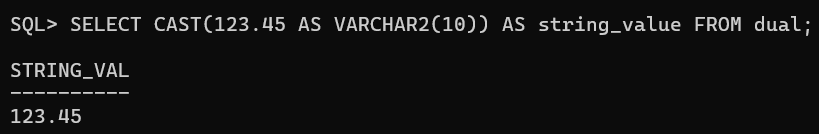 SQL> SELECT CAST(123.45 AS VARCHAR2(10)) AS string_value FROM dual;
STRING_VAL
----------
123.45